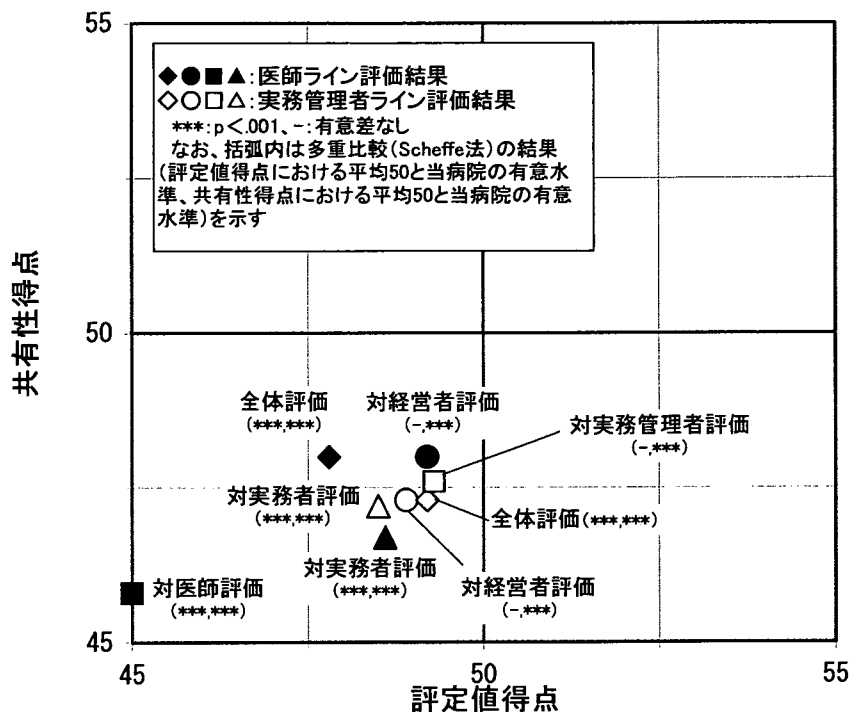 55
◆●■▲:医師ライン評価結果
◇○□△:実務管理者ライン評価結果
***:p<.001、-:有意差なし
なお、括弧内は多重比較(Scheffe法)の結果
(評定値得点における平均50と当病院の有意水
準、共有性得点における平均50と当病院の有意
水準)を示す
共有性得点
50
全体評価
(***,***)
対経営者評価
(-,***)
対実務管理者評価
(-,***)
対実務者評価
(***,***)
全体評価(***,***)
対実務者評価
(***,***)
対経営者評価
(-,***)
対医師評価
(***,***)
45
45
50
55
評定値得点